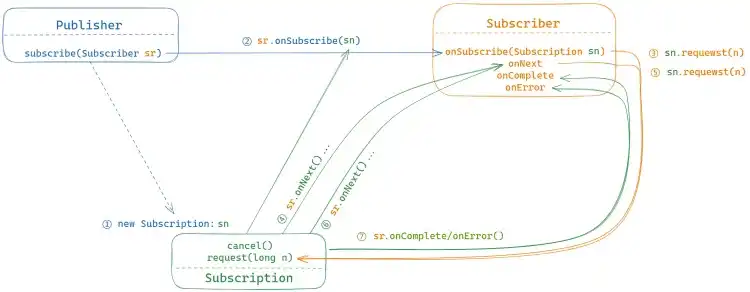 Publisher
subscribe(Subscriber sr)
② sr.onSubscribe(sn)
Subscriber
onSubscribe(Subscription sn)
onNext
onComplete
onError
③ sn.requewst(n)
⑤ sn.requewst(n)
④ sr.onNext()...
⑥ sr.onNext()...
① new Subscription: sn
⑦ sr.onComplete/onError()
cancel()
request(long n)
Subscription